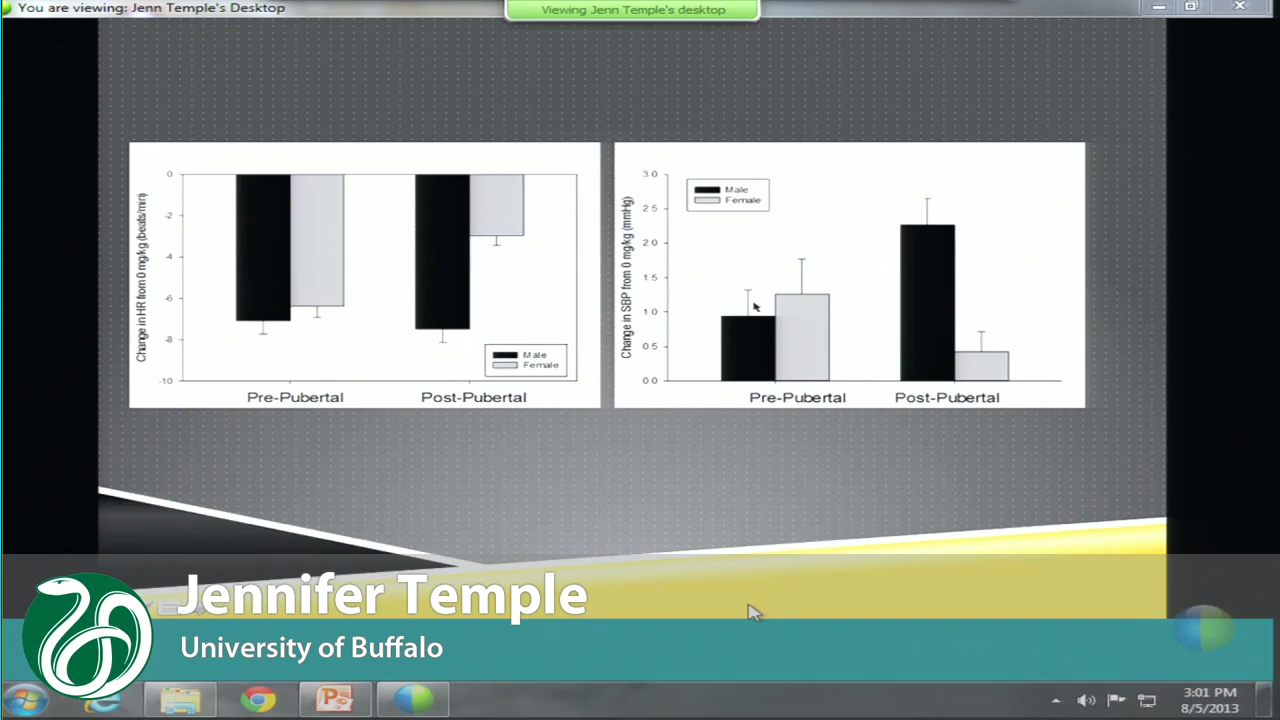 You are viewing: Jenn Temple's Desktop
Viewing Jenn Temple's desktop
Change in HR from 0 mg/kg (beats/min)
0
-2
-4
-6
-8
-10
Male
Female
Pre-Pubertal
Post-Pubertal
Change in SBP from 0 mg/kg (mmHg)
3 0
2 5
2 0
1 5
1 0
0 5
0 0
Male
Female
Pre-Pubertal
Post-Pubertal
Jennifer Temple
University of Buffalo
3:01 PM
8/5/2013